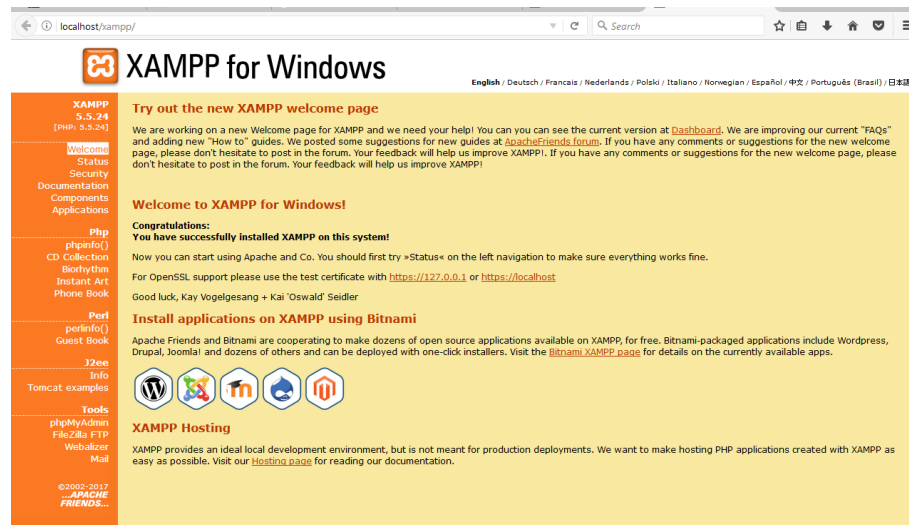 localhost/xampp/
Search
XAMPP for Windows
English / Deutsch / Francais / Nederlands / Polski / Italiano / Norwegian / Español / 中文 / Português (Brasil) / 日本語
XAMPP
5.5.24
[PHP: 5.5.24]
Welcome
Status
Security
Documentation
Components
Applications
Php
phpinfo()
CD Collection
Biorhythm
Instant Art
Phone Book
Perl
perlinfo()
Guest Book
J2ee
Info
Tomcat examples
Tools
phpMyAdmin
FileZilla FTP
Webalizer
Mail
©2002-2017
...APACHE
FRIENDS...
Try out the new XAMPP welcome page
We are working on a new Welcome page for XAMPP and we need your help! You can you can see the current version at Dashboard. We are improving our current "FAQs"
and adding new "How to" guides. We posted some suggestions for new guides at ApacheFriends forum. If you have any comments or suggestions for the new welcome
page, please don't hesitate to post in the forum. Your feedback will help us improve XAMPP!. If you have any comments or suggestions for the new welcome page, please
don't hesitate to post in the forum. Your feedback will help us improve XAMPP!
Welcome to XAMPP for Windows!
Congratulations:
You have successfully installed XAMPP on this system!
Now you can start using Apache and Co. You should first try »Status« on the left navigation to make sure everything works fine.
For OpenSSL support please use the test certificate with https://127.0.0.1 or https://localhost
Good luck, Kay Vogelgesang + Kai 'Oswald' Seidler
Install applications on XAMPP using Bitnami
Apache Friends and Bitnami are cooperating to make dozens of open source applications available on XAMPP, for free. Bitnami-packaged applications include Wordpress,
Drupal, Joomla! and dozens of others and can be deployed with one-click installers. Visit the Bitnami XAMPP page for details on the currently available apps.
XAMPP Hosting
XAMPP provides an ideal local development environment, but is not meant for production deployments. We want to make hosting PHP applications created with XAMPP as
easy as possible. Visit our Hosting page for reading our documentation.